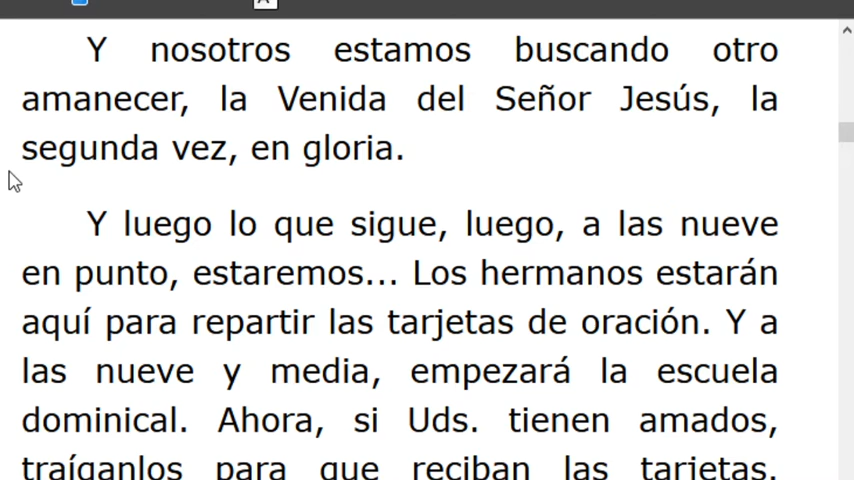 Y nosotros estamos buscando otro
amanecer, la Venida del Señor Jesús, la
segunda vez, en gloria.
Y luego lo que sigue, luego, a las nueve
en punto, estaremos... Los hermanos estarán
aquí para repartir las tarjetas de oración. Y a
las nueve y media, empezará la escuela
dominical. Ahora, si Uds. tienen amados,
traíganlos para que reciban las tarjetas.